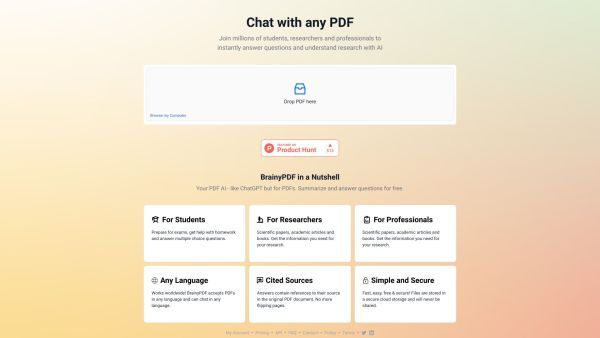 Chat with any PDF
Join millions of students, researchers and professionals to
instantly answer questions and understand research with AI
Drop PDF here
Browse my Computer
FEATURED ON
Product Hunt
BrainyPDF in a Nutshell
Your PDF AI - like ChatGPT but for PDFs. Summarize and answer questions for free.
For Students
Prepare for exams, get help with homework
and answer multiple choice questions.
For Researchers
Scientific papers, academic articles and
books. Get the information you need for
your research.
For Professionals
Scientific papers, academic articles and
books. Get the information you need for
your research.
Any Language
Works worldwide! BrainyPDF accepts PDFs
in any language and can chat in any
language.
Cited Sources
Answers contain references to their source
in the original PDF document. No more
flipping pages.
Simple and Secure
Fast, easy, free & secure! Files are stored in
a secure cloud storage and will never be
shared.
My Account • Pricing • API • FAQ • Contact • Policy • Terms •